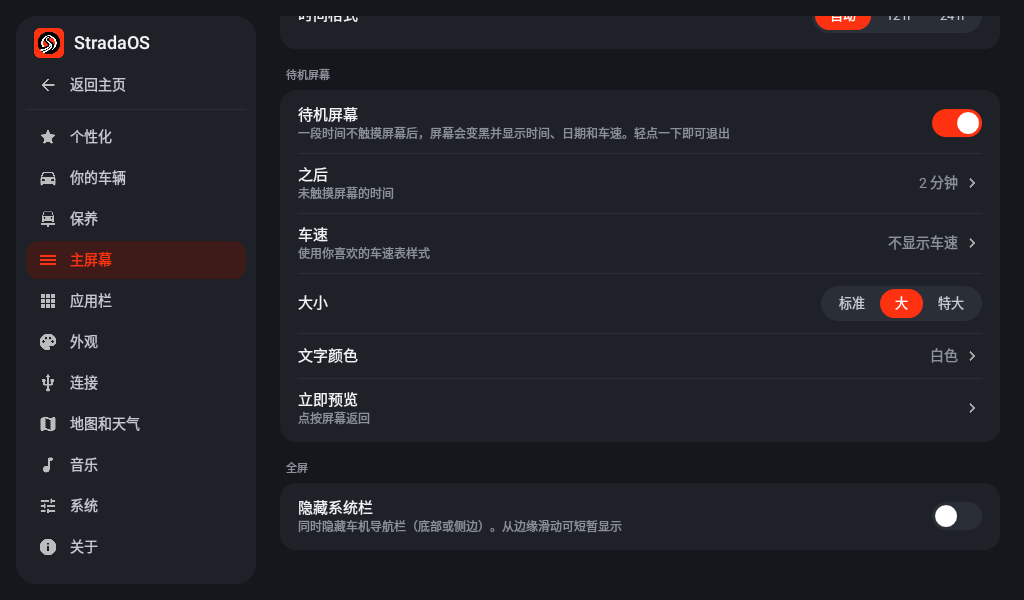 StradaOS
返回主页
个性化
你的车辆
保养
主屏幕
应用栏
外观
连接
地图和天气
音乐
系统
关于
时间格式
自动 12h 24h
待机屏幕
待机屏幕
一段时间不触摸屏幕后，屏幕会变黑并显示时间、日期和车速。轻点一下即可退出
之后
未触摸屏幕的时间
2 分钟
车速
使用你喜欢的车速表样式
不显示车速
大小
标准 大 特大
文字颜色
白色
立即预览
点按屏幕返回
全屏
隐藏系统栏
同时隐藏车机导航栏（底部或侧边）。从边缘滑动可短暂显示